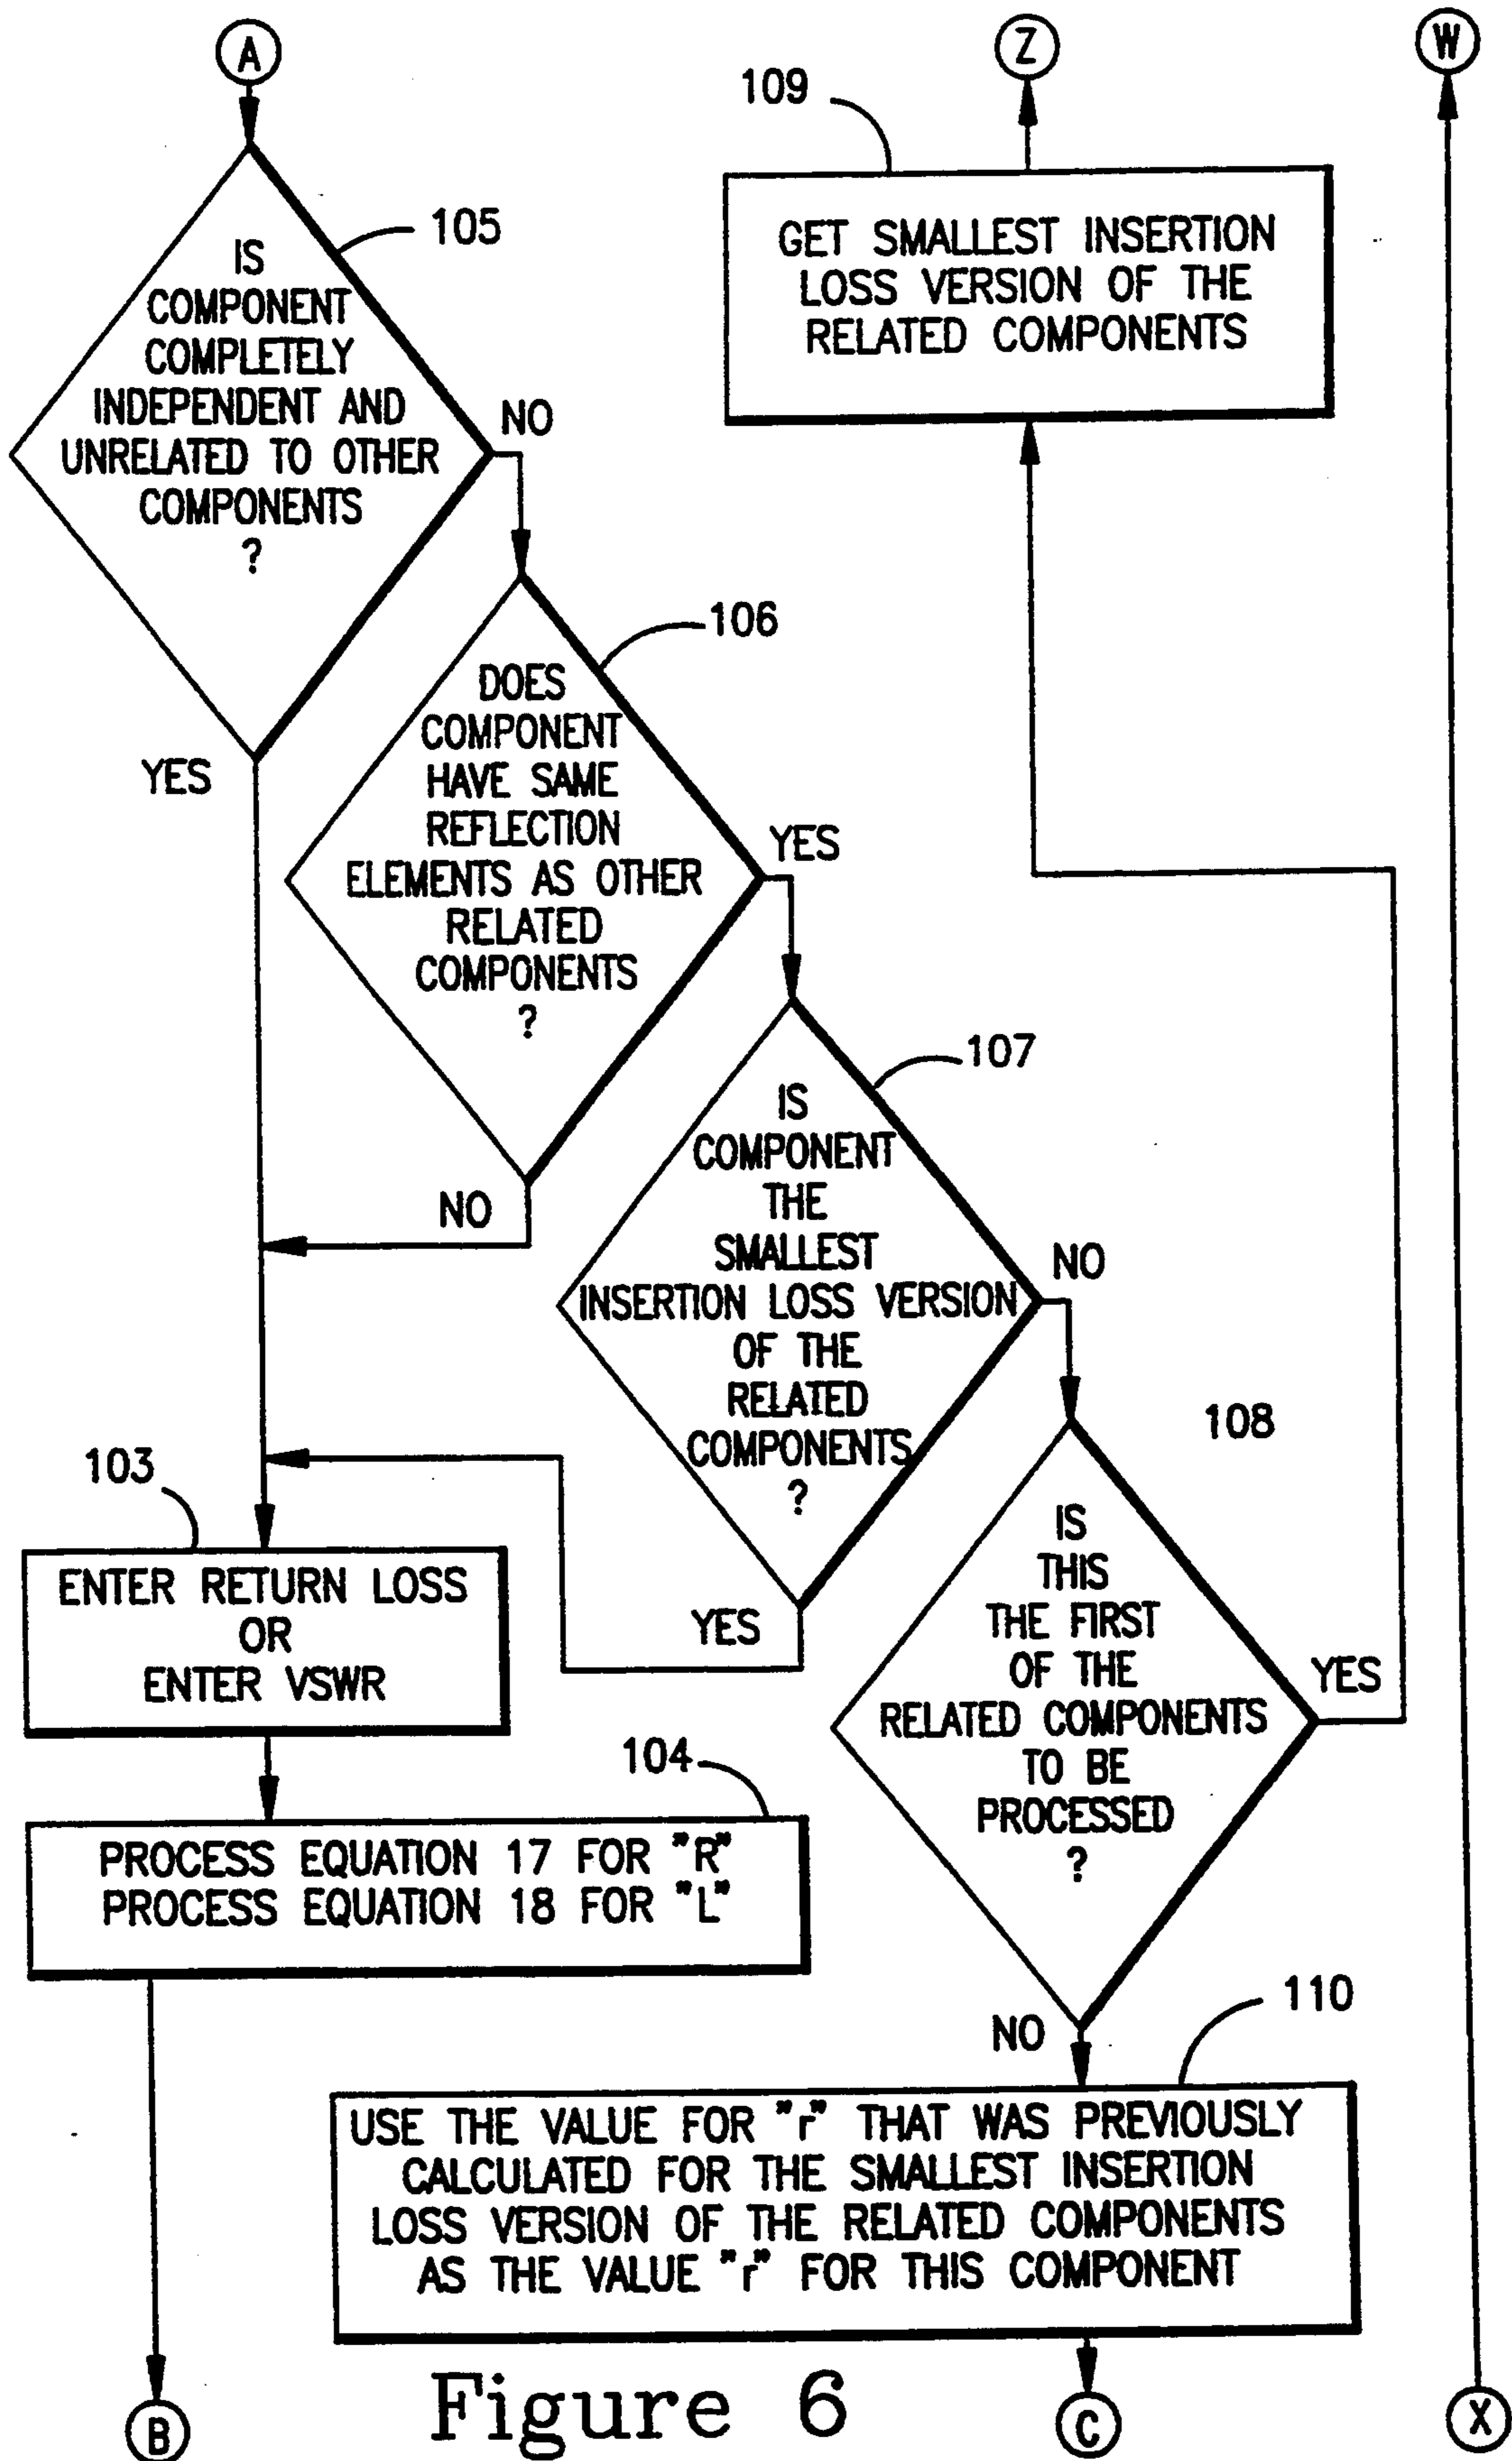 A
Z
W
109
105
IS
COMPONENT
COMPLETELY
INDEPENDENT AND
UNRELATED TO OTHER
COMPONENTS
?
NO
YES
GET SMALLEST INSERTION
LOSS VERSION OF THE
RELATED COMPONENTS
106
DOES
COMPONENT
HAVE SAME
REFLECTION
ELEMENTS AS OTHER
RELATED
COMPONENTS
?
YES
NO
107
IS
COMPONENT
THE
SMALLEST
INSERTION LOSS VERSION
OF THE
RELATED
COMPONENTS
?
NO
YES
108
IS
THIS
THE FIRST
OF THE
RELATED COMPONENTS
TO BE
PROCESSED
?
YES
NO
103
ENTER RETURN LOSS
OR
ENTER VSWR
104
PROCESS EQUATION 17 FOR "R"
PROCESS EQUATION 18 FOR "L"
110
USE THE VALUE FOR "r" THAT WAS PREVIOUSLY
CALCULATED FOR THE SMALLEST INSERTION
LOSS VERSION OF THE RELATED COMPONENTS
AS THE VALUE "r" FOR THIS COMPONENT
B
Figure 6
C
X